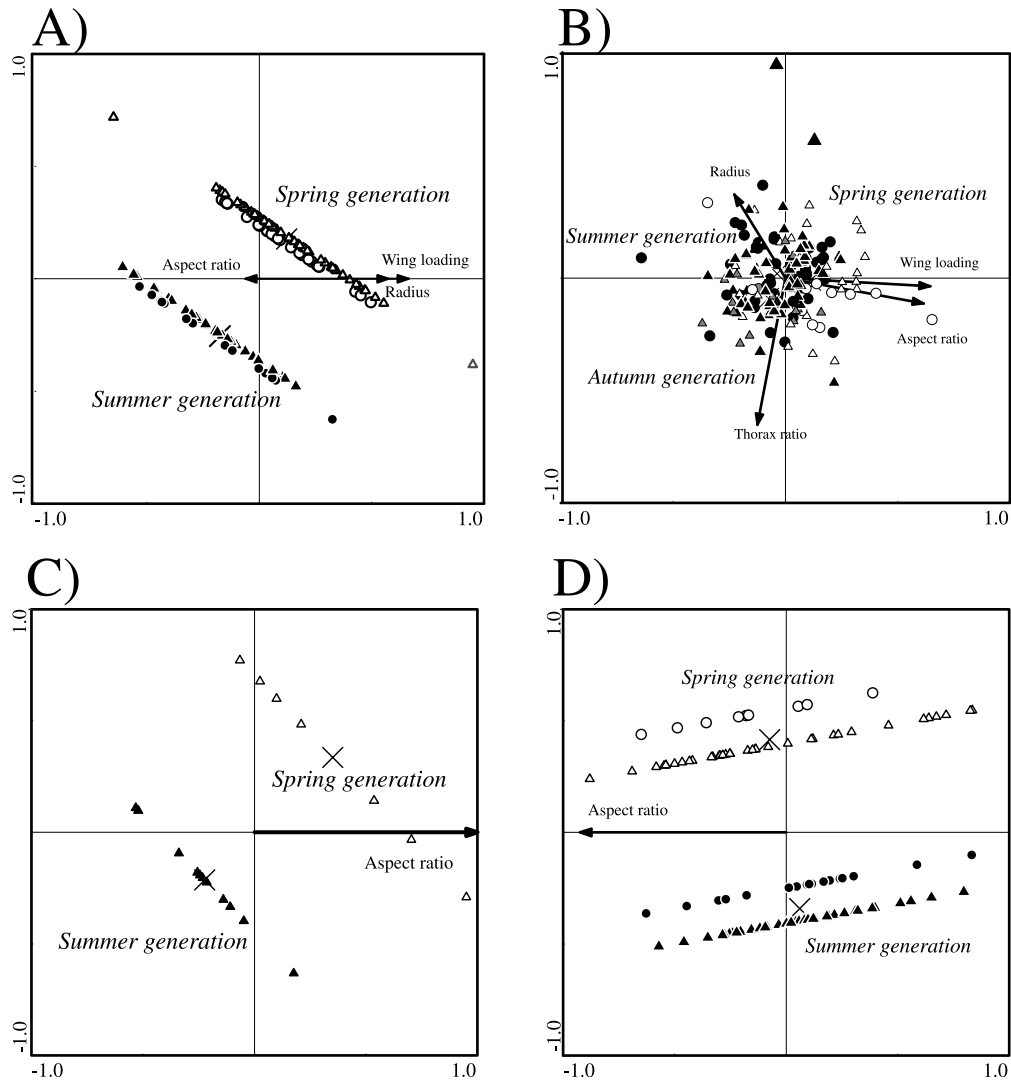 A)
1.0
Spring generation
Aspect ratio
Wing loading
Radius
Summer generation
-1.0
-1.0
1.0
B)
1.0
Radius
Spring generation
Summer generation
Wing loading
Aspect ratio
Autumn generation
Thorax ratio
-1.0
-1.0
1.0
C)
1.0
Spring generation
Aspect ratio
Summer generation
-1.0
-1.0
1.0
D)
1.0
Spring generation
Aspect ratio
Summer generation
-1.0
-1.0
1.0